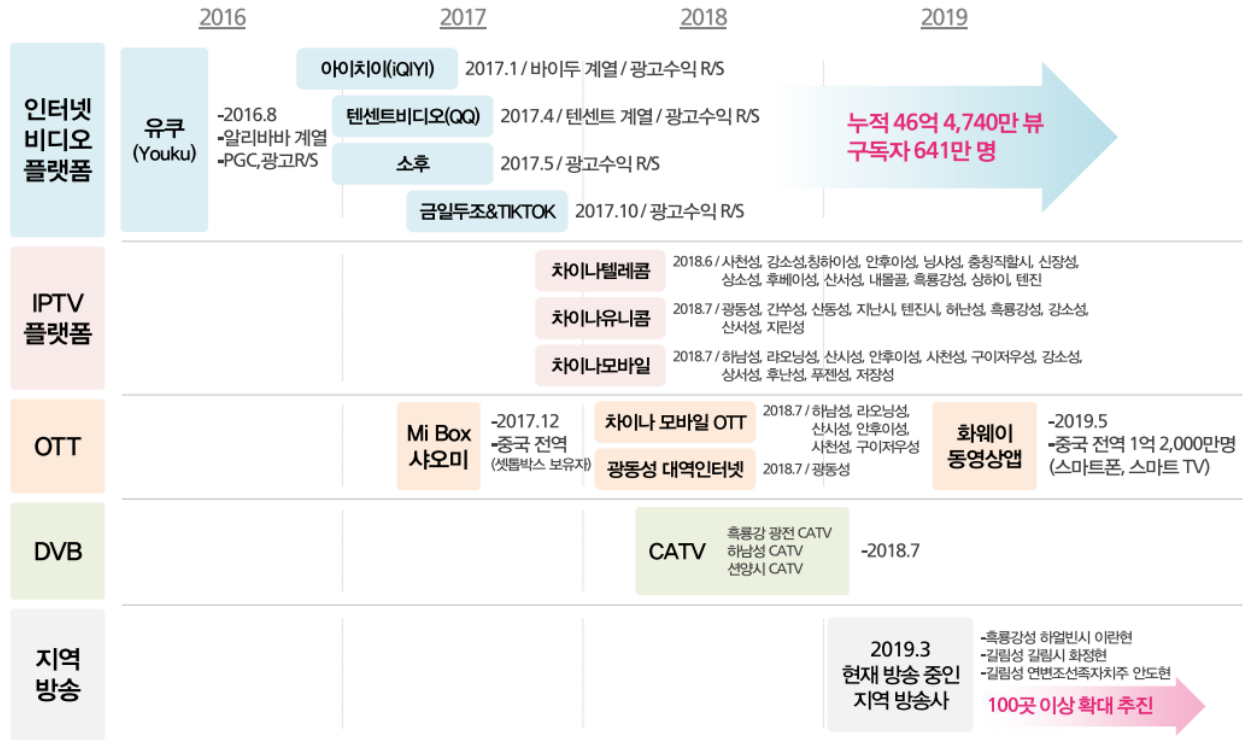 2016
2017
2018
2019
인터넷
비디오
플랫폼
유쿠
(Youku)
-2016.8
-알리바바 계열
-PGC,광고R/S
아이치이(iQIYI)
2017.1 / 바이두 계열 / 광고수익 R/S
텐센트비디오(QQ)
2017.4 / 텐센트 계열 / 광고수익 R/S
소후
2017.5 / 광고수익 R/S
금일두조&TIKTOK
2017.10 / 광고수익 R/S
누적 46억 4,740만 뷰
구독자 641만 명
IPTV
플랫폼
차이나텔레콤
2018.6 / 사천성, 강소성,칭하이성, 안후이성, 닝샤성, 충칭직할시, 신장성,
상소성, 후베이성, 산서성, 내몰골, 흑룡강성, 상하이, 텐진
차이나유니콤
2018.7 / 광동성, 간쑤성, 산동성, 지난시, 텐진시, 허난성, 흑룡강성, 강소성,
산서성, 지린성
차이나모바일
2018.7 / 하남성, 랴오닝성, 산시성, 안후이성, 사천성, 구이저우성, 강소성,
상서성, 후난성, 푸젠성, 저장성
OTT
Mi Box
샤오미
-2017.12
-중국 전역
(셋톱박스 보유자)
차이나 모바일 OTT
2018.7 / 하남성, 라오닝성,
산시성, 안후이성,
사천성, 구이저우성
광동성 대역인터넷
2018.7 / 광동성
화웨이
동영상앱
-2019.5
-중국 전역 1억 2,000만명
(스마트폰, 스마트 TV)
DVB
CATV
흑룡강 광전 CATV
하남성 CATV
션양시 CATV
-2018.7
지역
방송
2019.3
현재 방송 중인
지역 방송사
-흑룡강성 하얼빈시 이란현
-길림성 길림시 화정현
-길림성 연변조선족자치주 안도현
100곳 이상 확대 추진